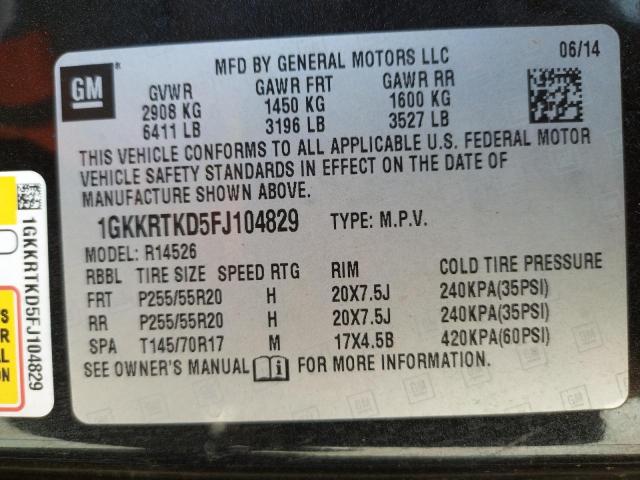 GM
MFD BY GENERAL MOTORS LLC 06/14
GVWR GAWR FRT GAWR RR
2908 KG 1450 KG 1600 KG
6411 LB 3196 LB 3527 LB
THIS VEHICLE CONFORMS TO ALL APPLICABLE U.S. FEDERAL MOTOR
VEHICLE SAFETY STANDARDS IN EFFECT ON THE DATE OF
MANUFACTURE SHOWN ABOVE.
1GKKRTKD5FJ104829 TYPE: M.P.V.
MODEL: R14526
RBBL TIRE SIZE SPEED RTG RIM COLD TIRE PRESSURE
FRT P255/55R20 H 20X7.5J 240KPA(35PSI)
RR P255/55R20 H 20X7.5J 240KPA(35PSI)
SPA T145/70R17 M 17X4.5B 420KPA(60PSI)
SEE OWNER'S MANUAL FOR MORE INFORMATION.
1GKKRTKD5FJ104829